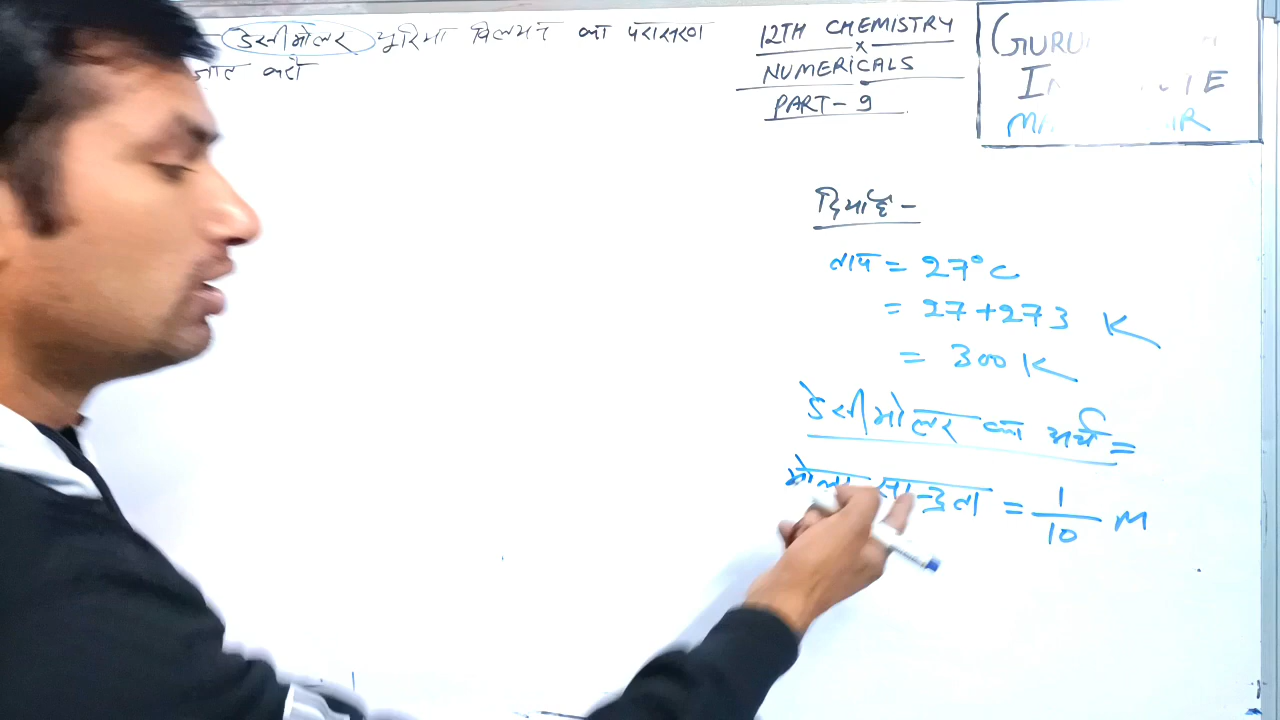 डेसीमोलर यूरिया विलयन का परासरण
ज्ञात करो
12TH CHEMISTRY
x
NUMERICALS
PART- 9
ताप = 27°C
= 27 + 273 K
= 300 K
डेसीमोलर का अर्थ =
= 1/10 M